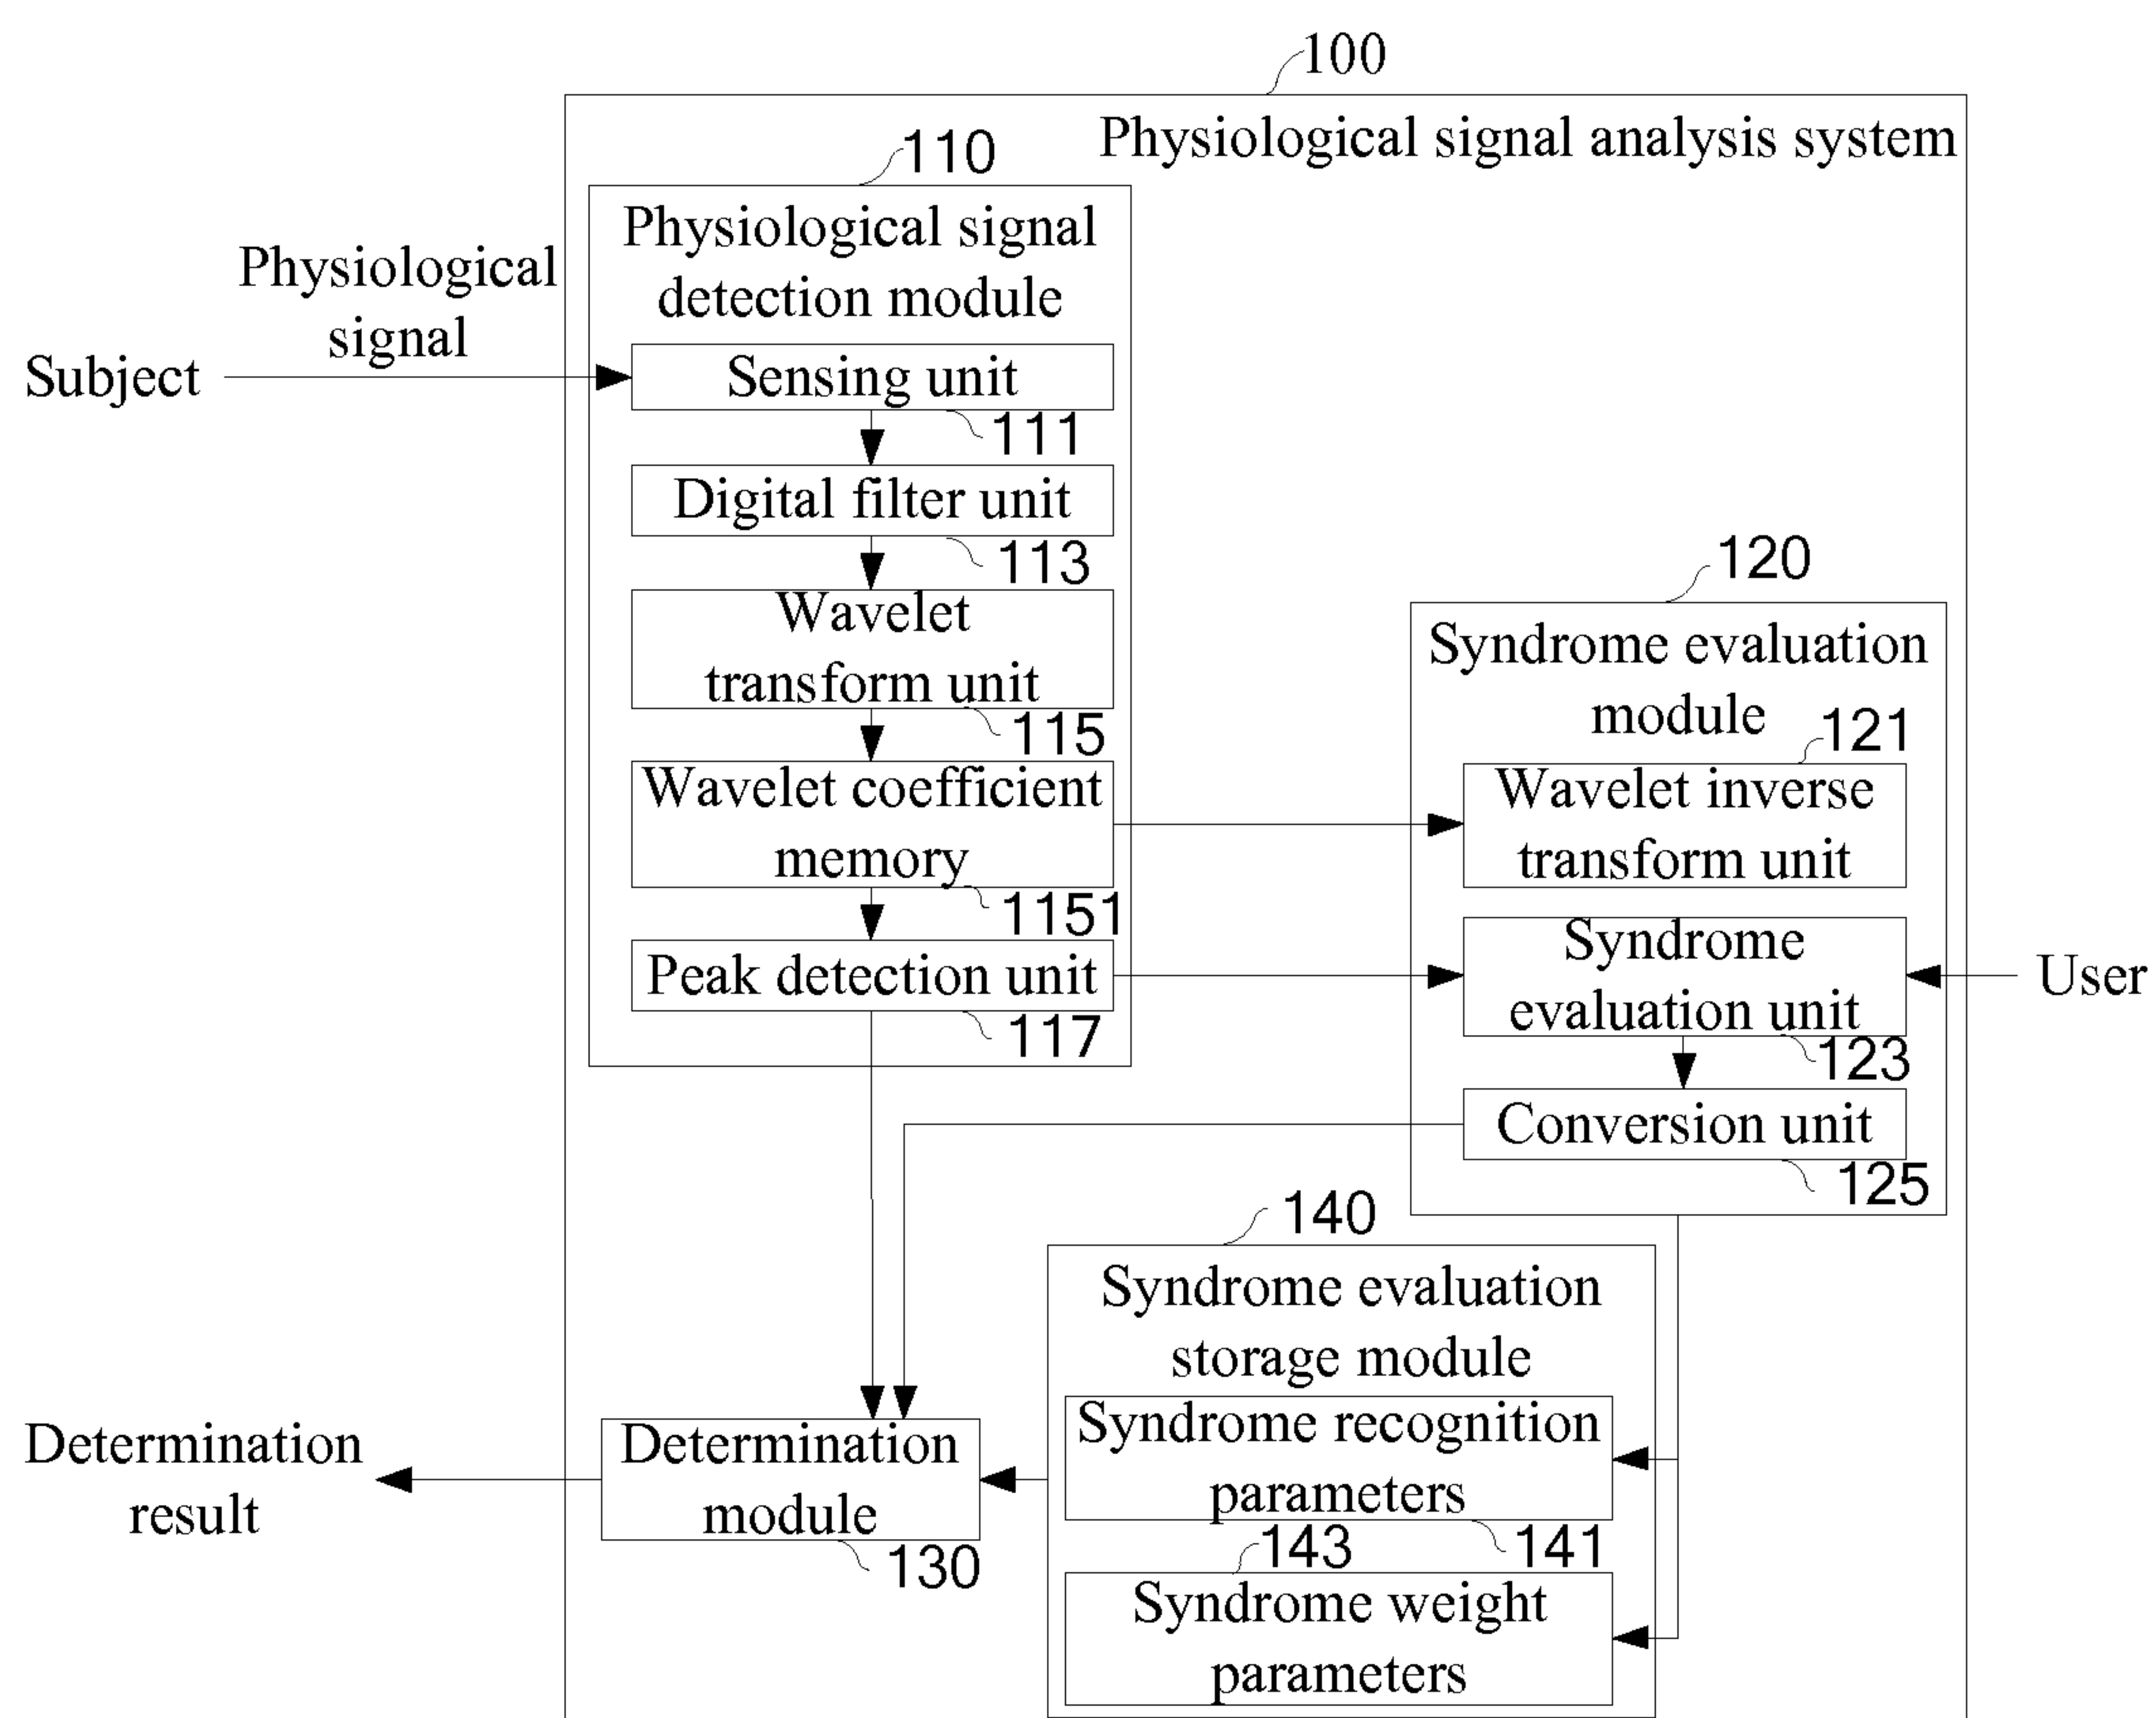 100
Physiological signal analysis system
110
Physiological signal
detection module
Physiological
signal
Subject
Sensing unit
111
Digital filter unit
113
Wavelet
transform unit
115
Wavelet coefficient
memory
1151
Peak detection unit
117
120
Syndrome evaluation
module
121
Wavelet inverse
transform unit
Syndrome
evaluation unit
123
User
Conversion unit
125
140
Syndrome evaluation
storage module
Syndrome recognition
parameters
141
143
Syndrome weight
parameters
Determination
module
130
Determination
result